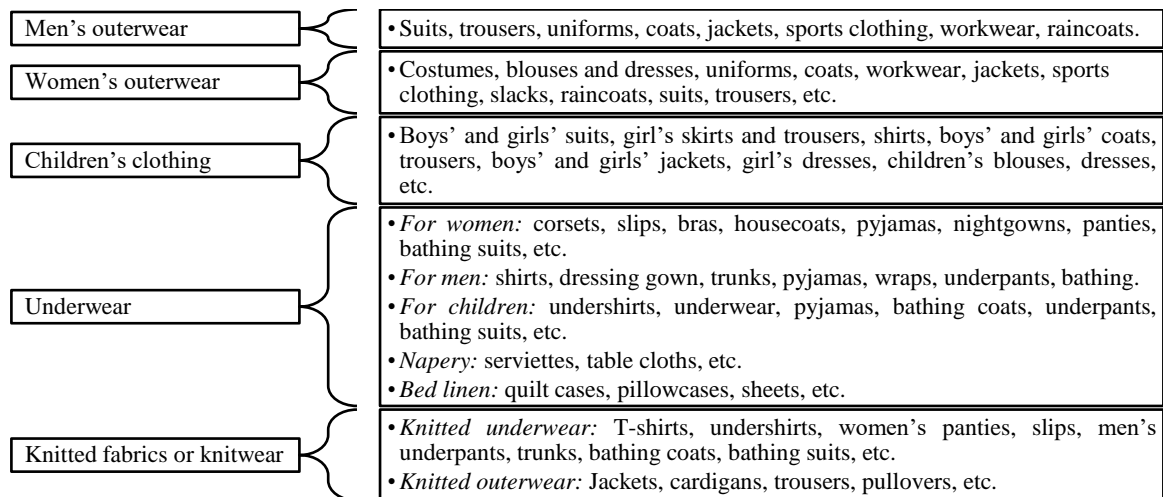 Men’s outerwear
• Suits, trousers, uniforms, coats, jackets, sports clothing, workwear, raincoats.
Women’s outerwear
• Costumes, blouses and dresses, uniforms, coats, workwear, jackets, sports
clothing, slacks, raincoats, suits, trousers, etc.
Children’s clothing
• Boys’ and girls’ suits, girl’s skirts and trousers, shirts, boys’ and girls’ coats,
trousers, boys’ and girls’ jackets, girl’s dresses, children’s blouses, dresses,
etc.
Underwear
• For women: corsets, slips, bras, housecoats, pyjamas, nightgowns, panties,
bathing suits, etc.
• For men: shirts, dressing gown, trunks, pyjamas, wraps, underpants, bathing.
• For children: undershirts, underwear, pyjamas, bathing coats, underpants,
bathing suits, etc.
• Napery: serviettes, table cloths, etc.
• Bed linen: quilt cases, pillowcases, sheets, etc.
Knitted fabrics or knitwear
• Knitted underwear: T-shirts, undershirts, women’s panties, slips, men’s
underpants, trunks, bathing coats, bathing suits, etc.
• Knitted outerwear: Jackets, cardigans, trousers, pullovers, etc.